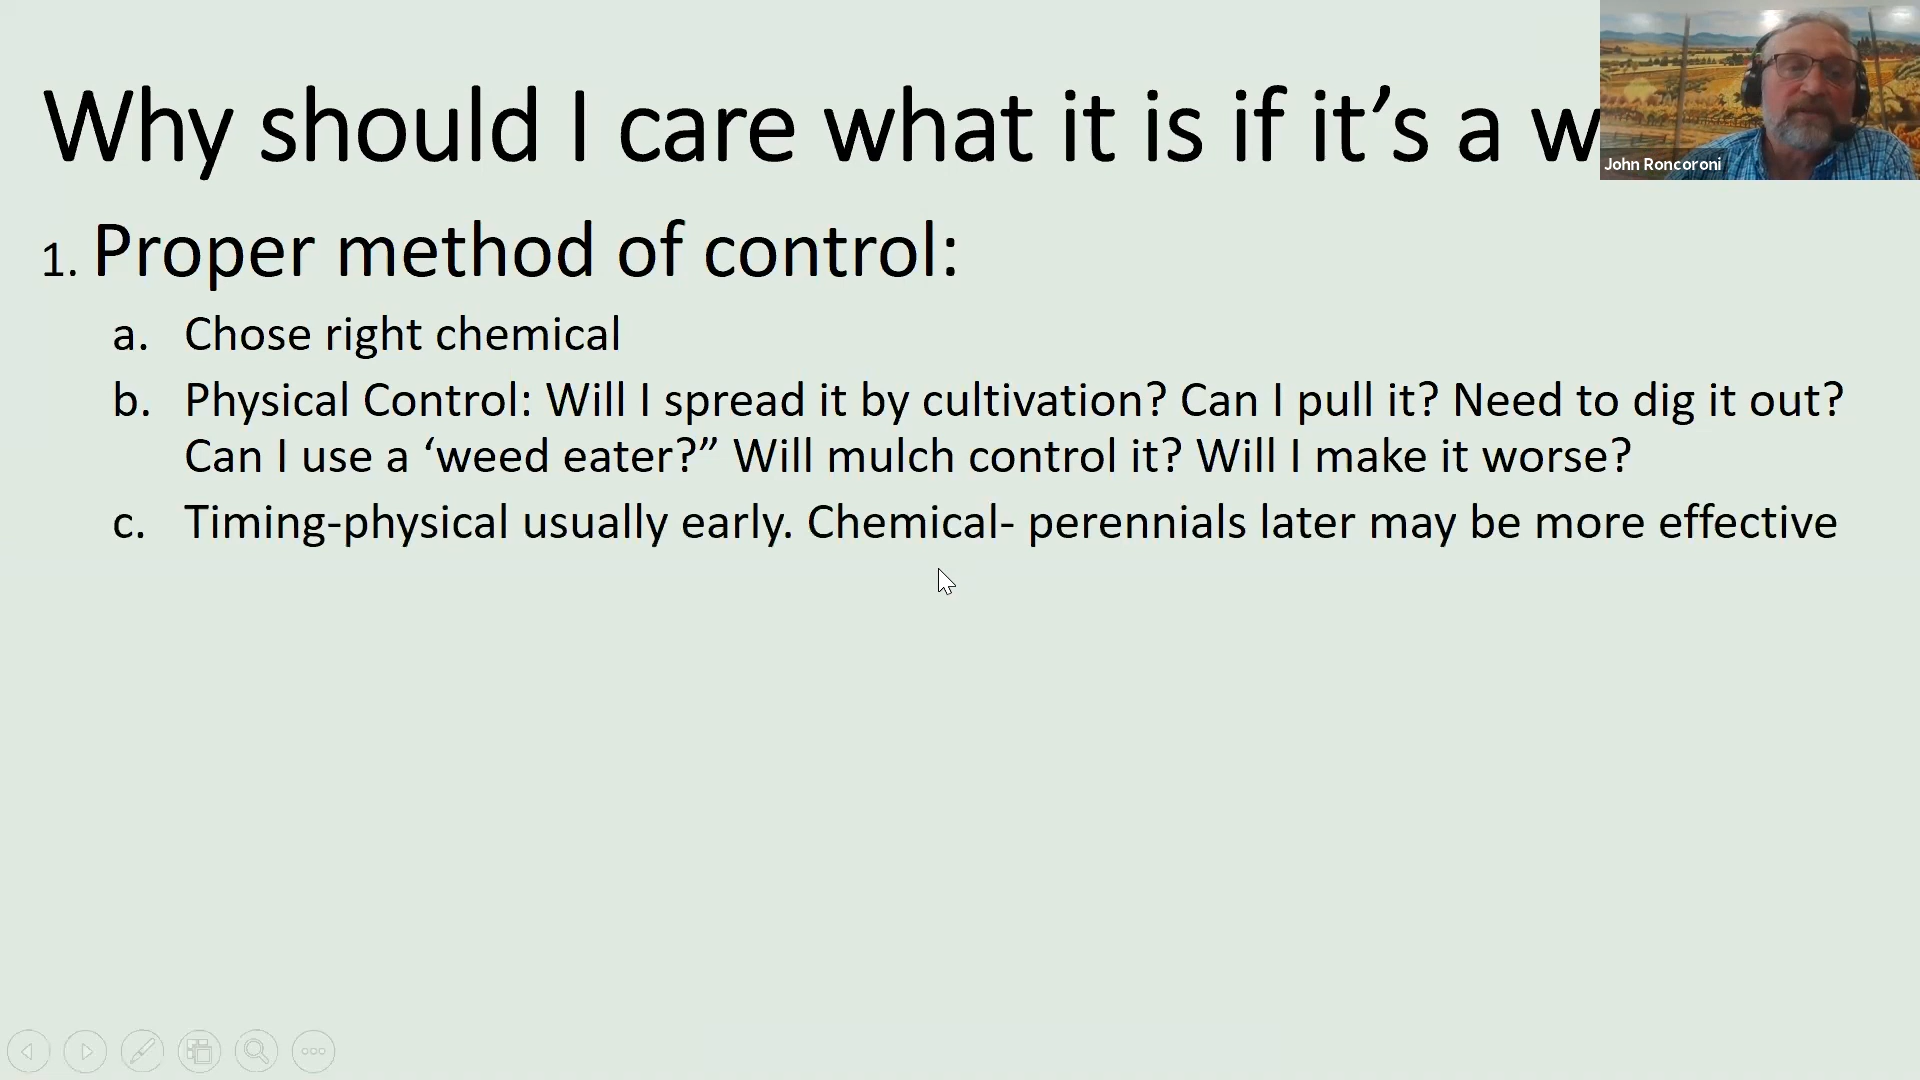 Why should I care what it is if it’s a w
John Roncoroni
1. Proper method of control:
a. Chose right chemical
b. Physical Control: Will I spread it by cultivation? Can I pull it? Need to dig it out?
Can I use a ‘weed eater?” Will mulch control it? Will I make it worse?
c. Timing-physical usually early. Chemical- perennials later may be more effective